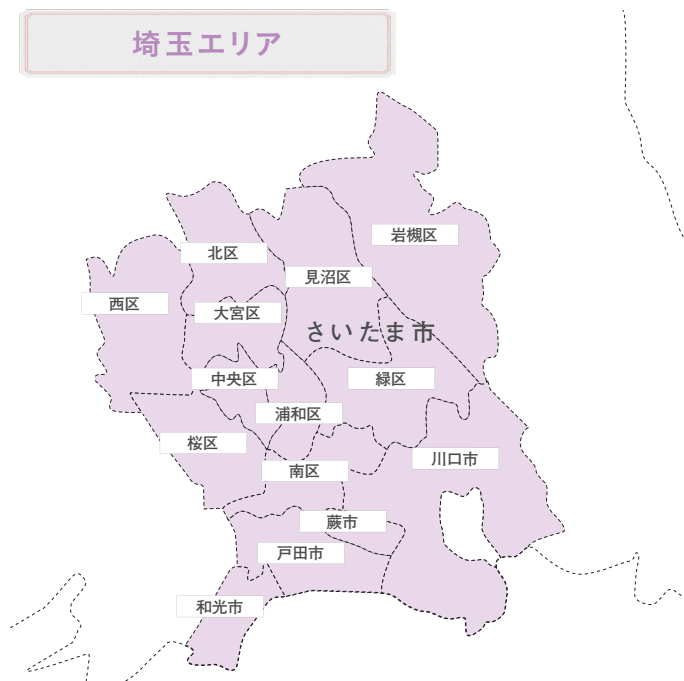 埼玉エリア
岩槻区
北区
見沼区
西区
大宮区
さいたま市
中央区
緑区
浦和区
桜区
川口市
南区
蕨市
戸田市
和光市